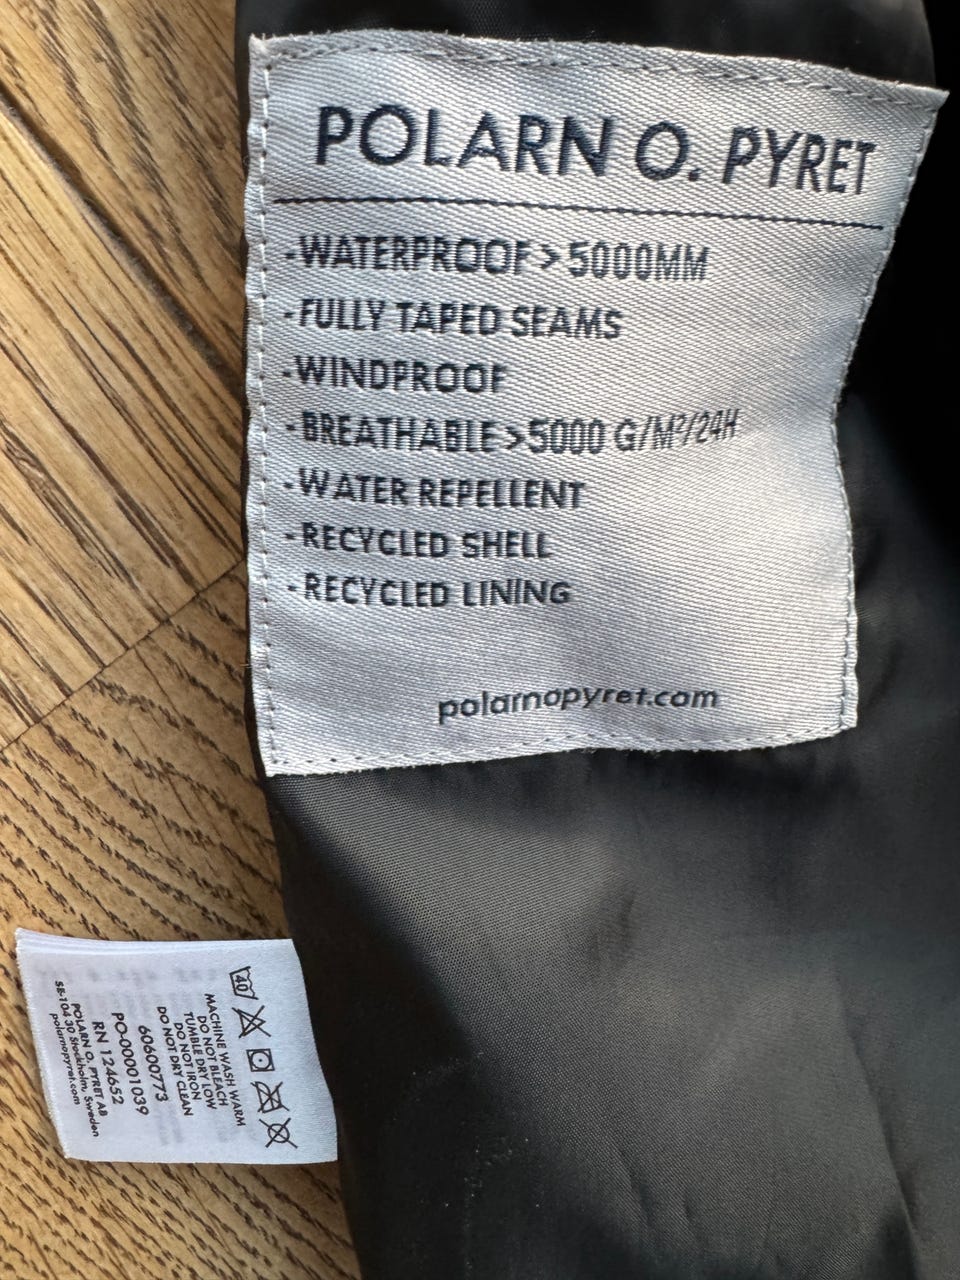 POLARN O. PYRET
-WATERPROOF > 5000MM
-FULLY TAPED SEAMS
-WINDPROOF
-BREATHABLE >5000 G/M²/24H
-WATER REPELLENT
-RECYCLED SHELL
-RECYCLED LINING
polarnopyret.com
40
MACHINE WASH WARM
DO NOT BLEACH
TUMBLE DRY LOW
DO NOT IRON
DO NOT DRY CLEAN
60600773
PO-00001039
RN 124652
POLARN O. PYRET AB
SE-104 30 Stockholm, Sweden
polarnopyret.com